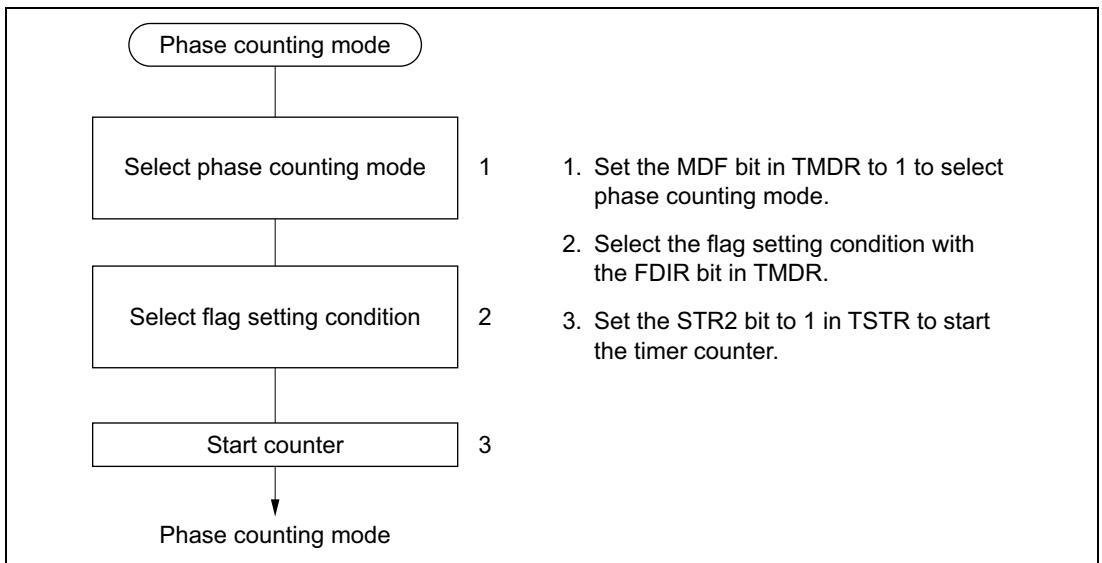 Phase counting mode
Select phase counting mode 1
Select flag setting condition 2
Start counter 3
Phase counting mode
1. Set the MDF bit in TMDR to 1 to select
phase counting mode.
2. Select the flag setting condition with
the FDIR bit in TMDR.
3. Set the STR2 bit to 1 in TSTR to start
the timer counter.